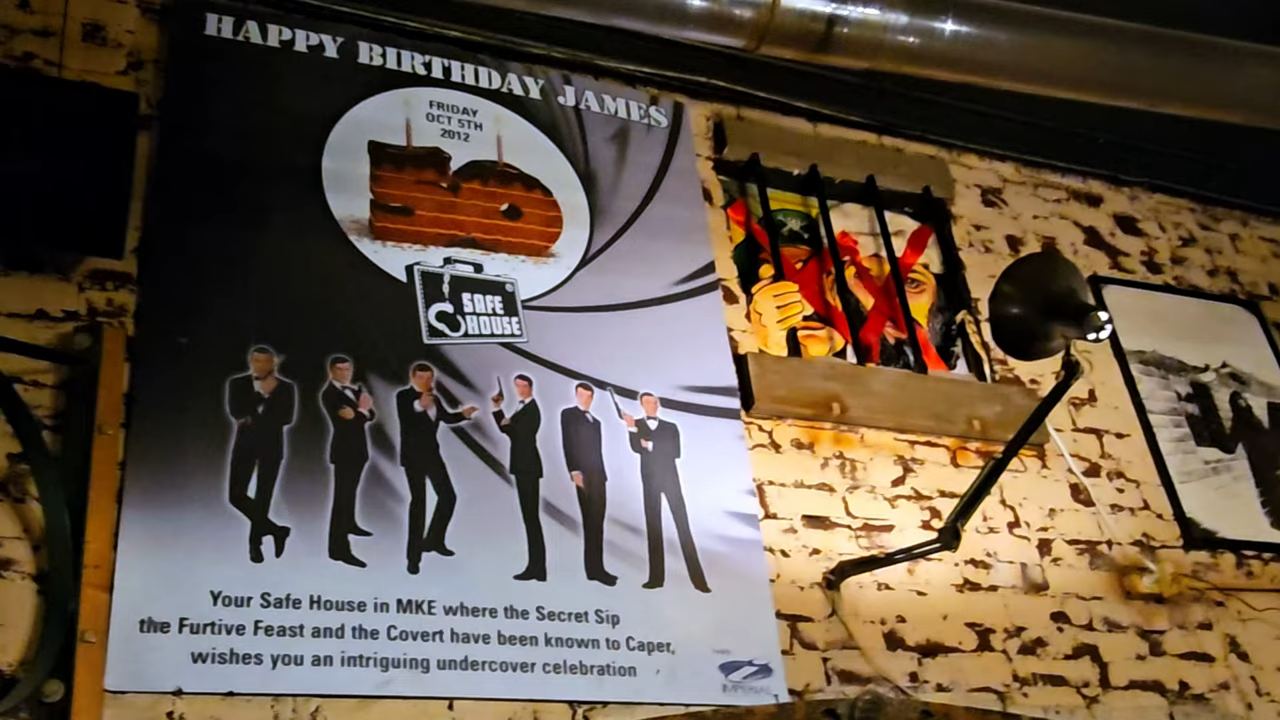 HAPPY BIRTHDAY JAMES
FRIDAY
OCT 5TH
2012
50
SAFE
HOUSE
Your Safe House in MKE where the Secret Sip
the Furtive Feast and the Covert have been known to Caper,
wishes you an intriguing undercover celebration
IMPERIAL